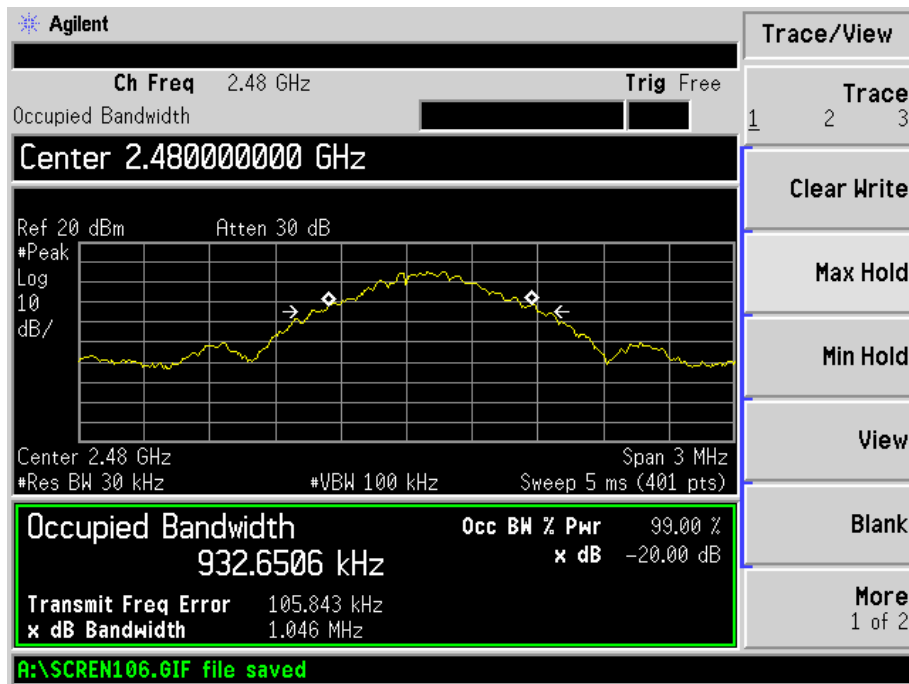 Agilent
Trace/View
Ch Freq 2.48 GHz Trig Free
Occupied Bandwidth
Trace
1 2 3
Center 2.480000000 GHz
Clear Write
Ref 20 dBm Atten 30 dB
#Peak
Log
10
dB/
Max Hold
Min Hold
View
Center 2.48 GHz Span 3 MHz
#Res BW 30 kHz #VBW 100 kHz Sweep 5 ms (401 pts)
Occupied Bandwidth Occ BW % Pwr 99.00 %
932.6506 kHz x dB -20.00 dB
Blank
Transmit Freq Error 105.843 kHz
x dB Bandwidth 1.046 MHz
More
1 of 2
A:\SCREN106.GIF file saved